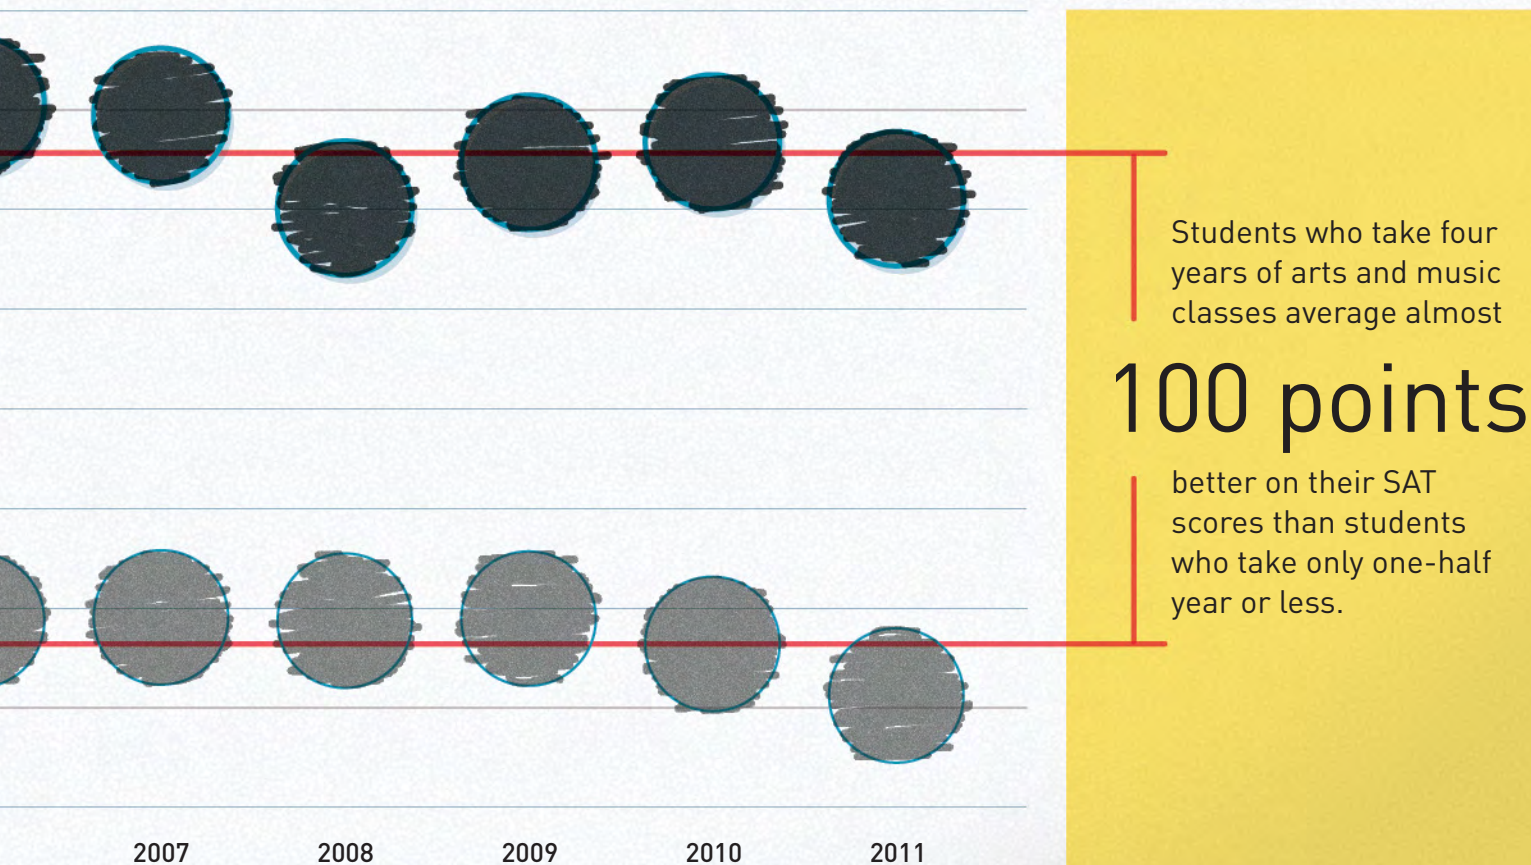 Students who take four
years of arts and music
classes average almost
100 points
better on their SAT
scores than students
who take only one-half
year or less.
2007 2008 2009 2010 2011